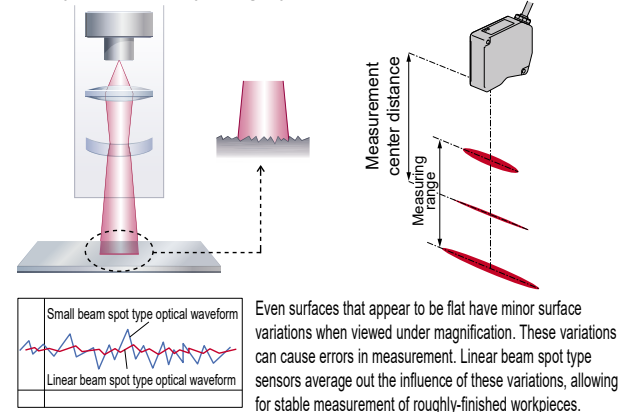 Measurement
center distance
Measuring
range
Small beam spot type optical waveform
Linear beam spot type optical waveform
Even surfaces that appear to be flat have minor surface
variations when viewed under magnification. These variations
can cause errors in measurement. Linear beam spot type
sensors average out the influence of these variations, allowing
for stable measurement of roughly-finished workpieces.